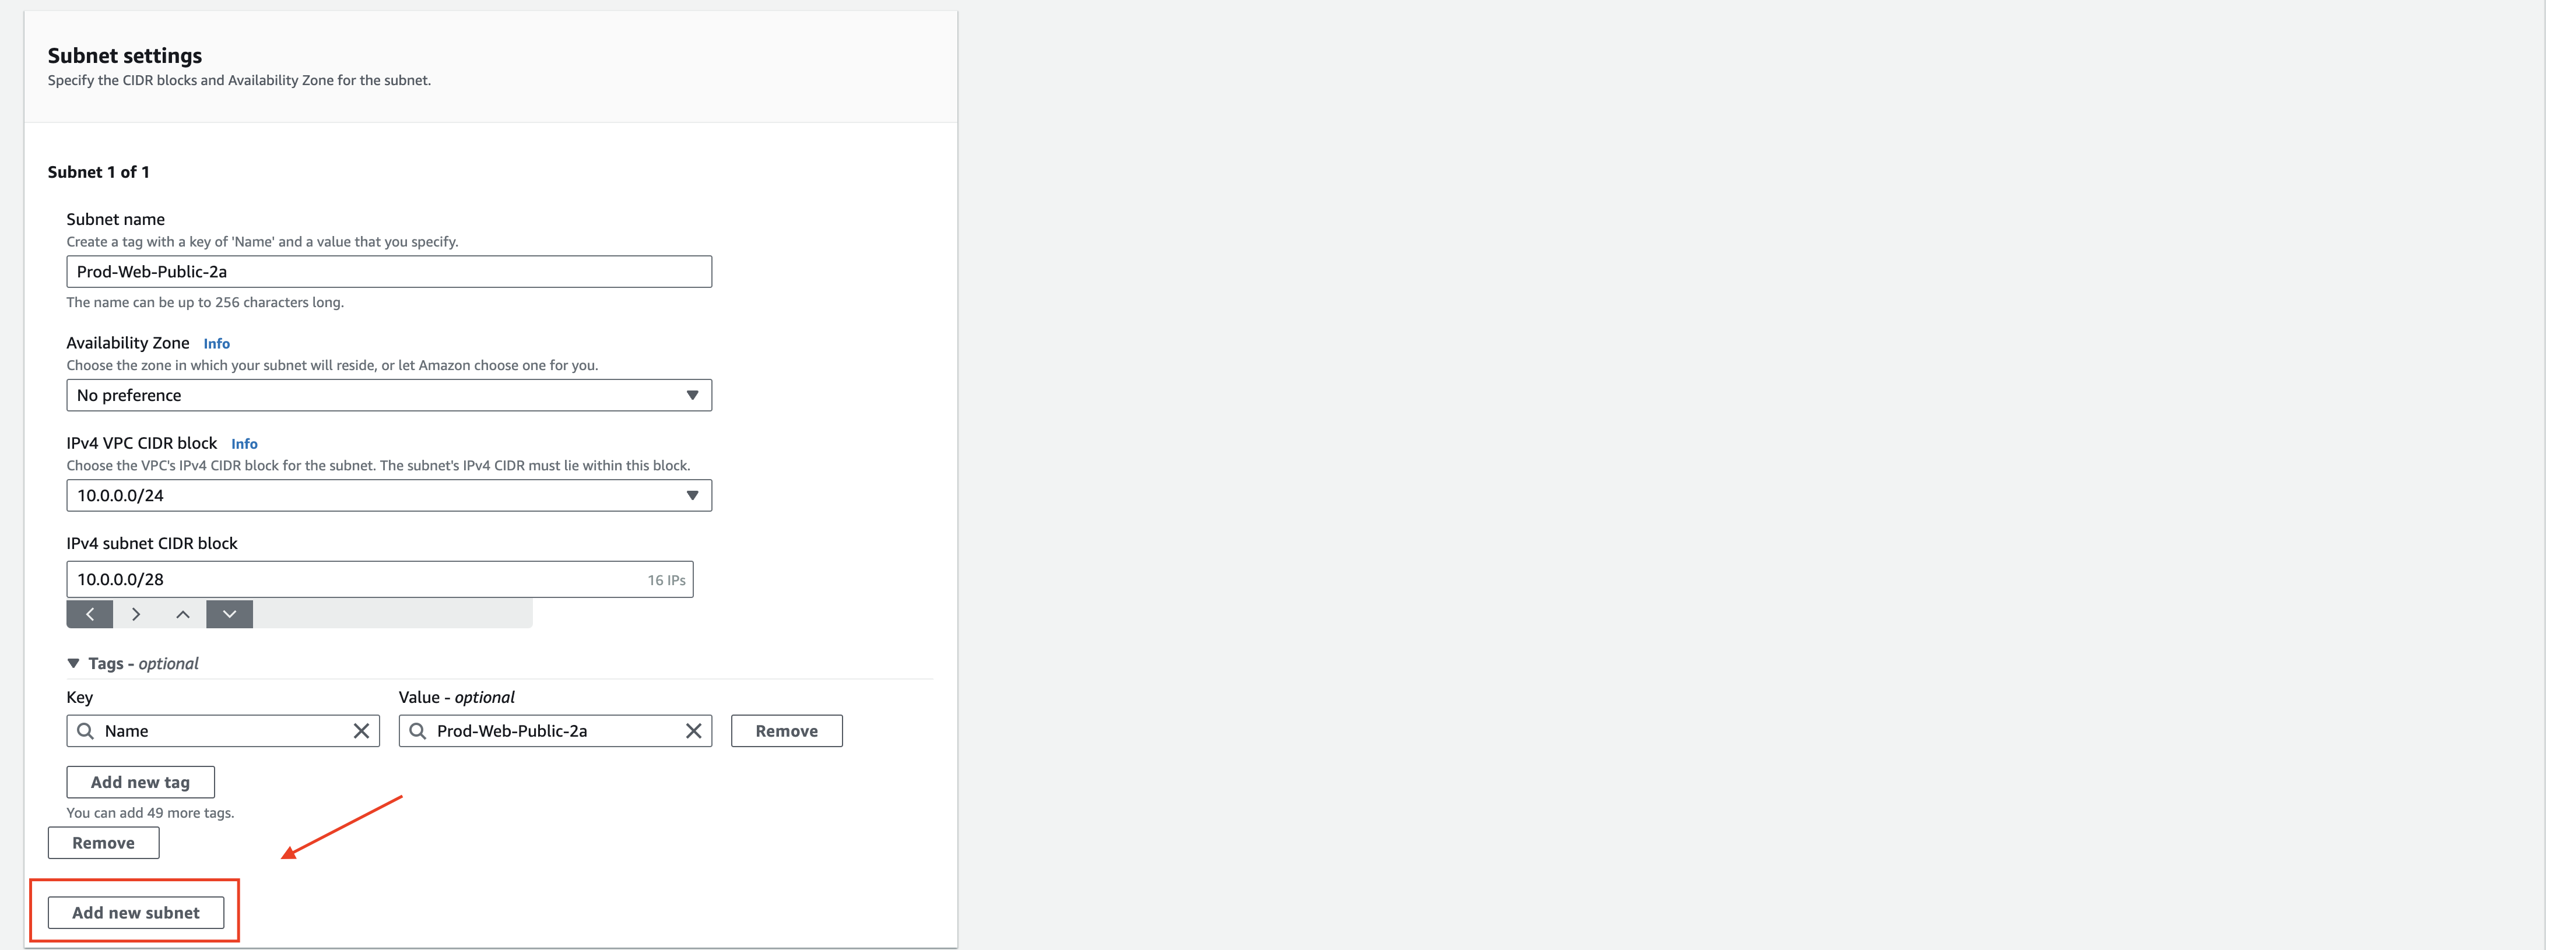 Subnet settings
Specify the CIDR blocks and Availability Zone for the subnet.
Subnet 1 of 1
Subnet name
Create a tag with a key of 'Name' and a value that you specify.
Prod-Web-Public-2a
The name can be up to 256 characters long.
Availability Zone Info
Choose the zone in which your subnet will reside, or let Amazon choose one for you.
No preference
IPv4 VPC CIDR block Info
Choose the VPC's IPv4 CIDR block for the subnet. The subnet's IPv4 CIDR must lie within this block.
10.0.0.0/24
IPv4 subnet CIDR block
10.0.0.0/28 16 IPs
Tags - optional
Key Value - optional
Name Prod-Web-Public-2a Remove
Add new tag
You can add 49 more tags.
Remove
Add new subnet